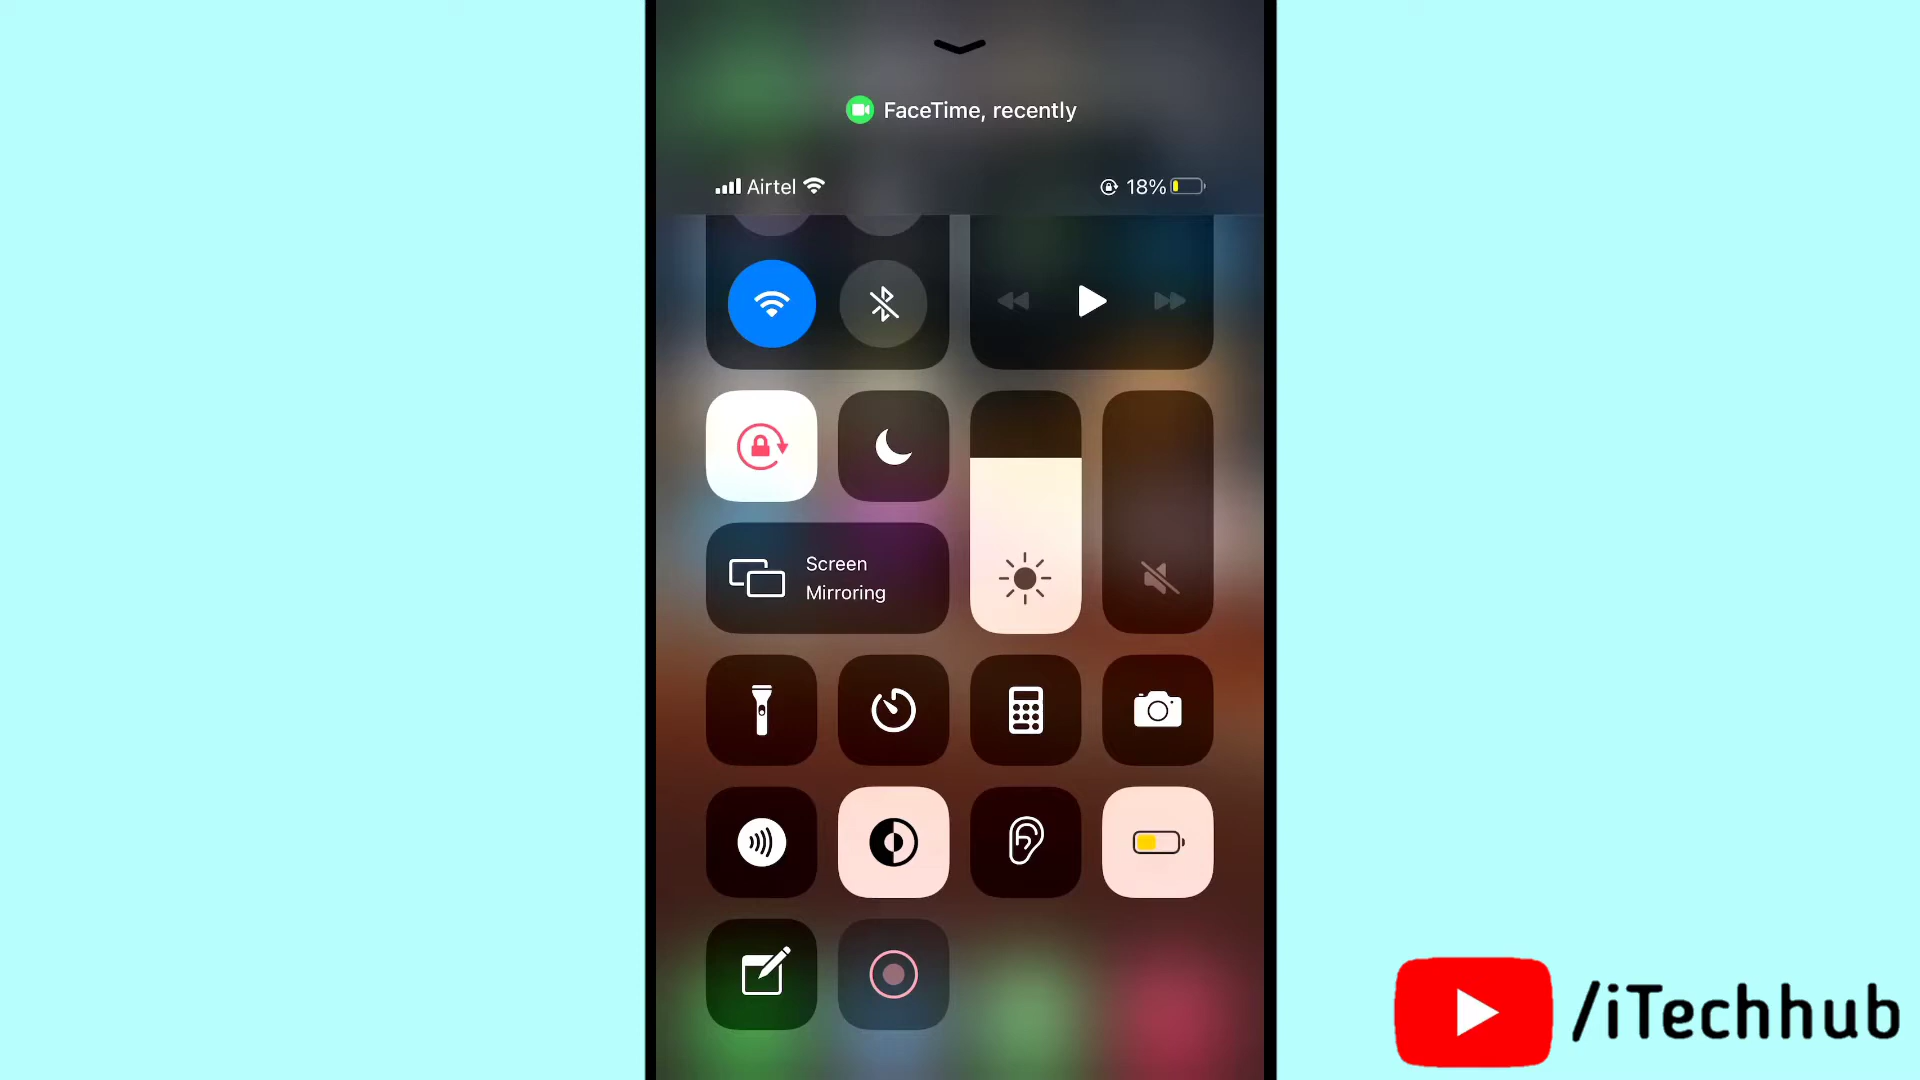 FaceTime, recently
Airtel
18%
Screen
Mirroring
/iTechhub